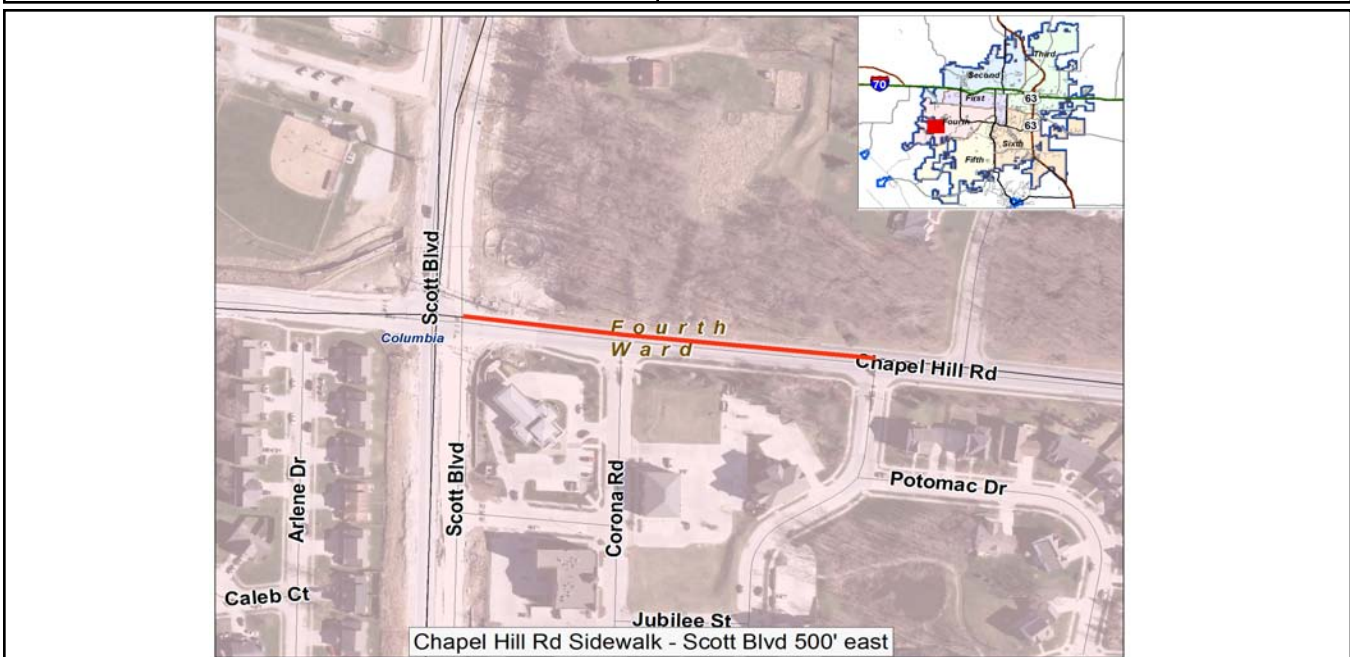 Third
Second
70
First
63
Fourth
63
Sixth
Fifth
Scott Blvd
Fourth
Ward
Columbia
Chapel Hill Rd
Scott Blvd
Arlene Dr
Corona Rd
Potomac Dr
Caleb Ct
Jubilee St
Chapel Hill Rd Sidewalk - Scott Blvd 500' east